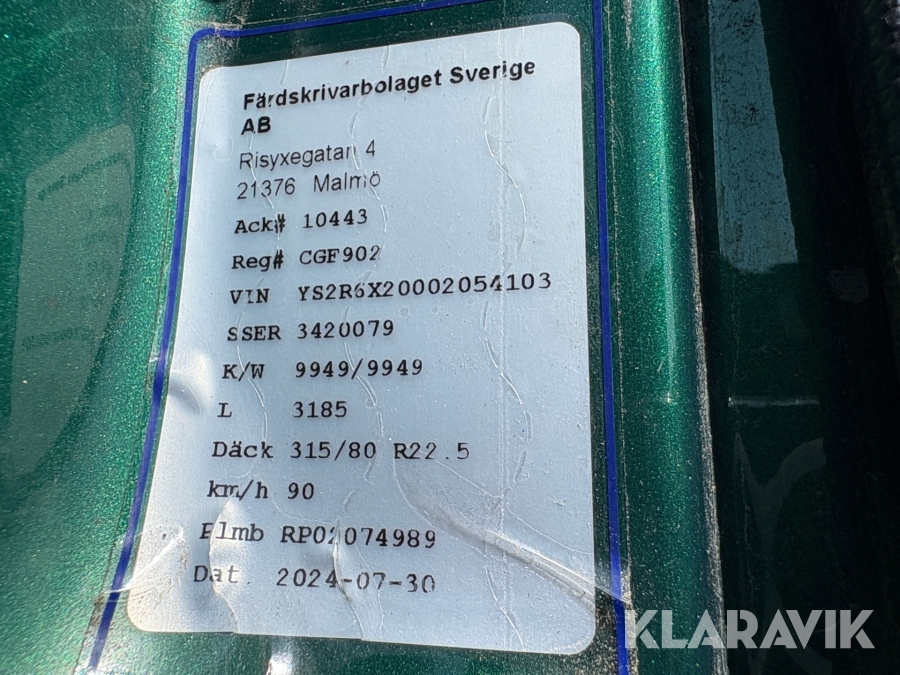 Färdskrivarbolaget Sverige
AB
Risyxegatan 4
21376 Malmö
Ack# 10443
Reg# CGF902
VIN YS2R6X20002054103
SSER 3420079
K/W 9949/9949
L 3185
Däck 315/80 R22.5
km/h 90
Plmb RP02074989
Dat. 2024-07-30
KLARAVIK